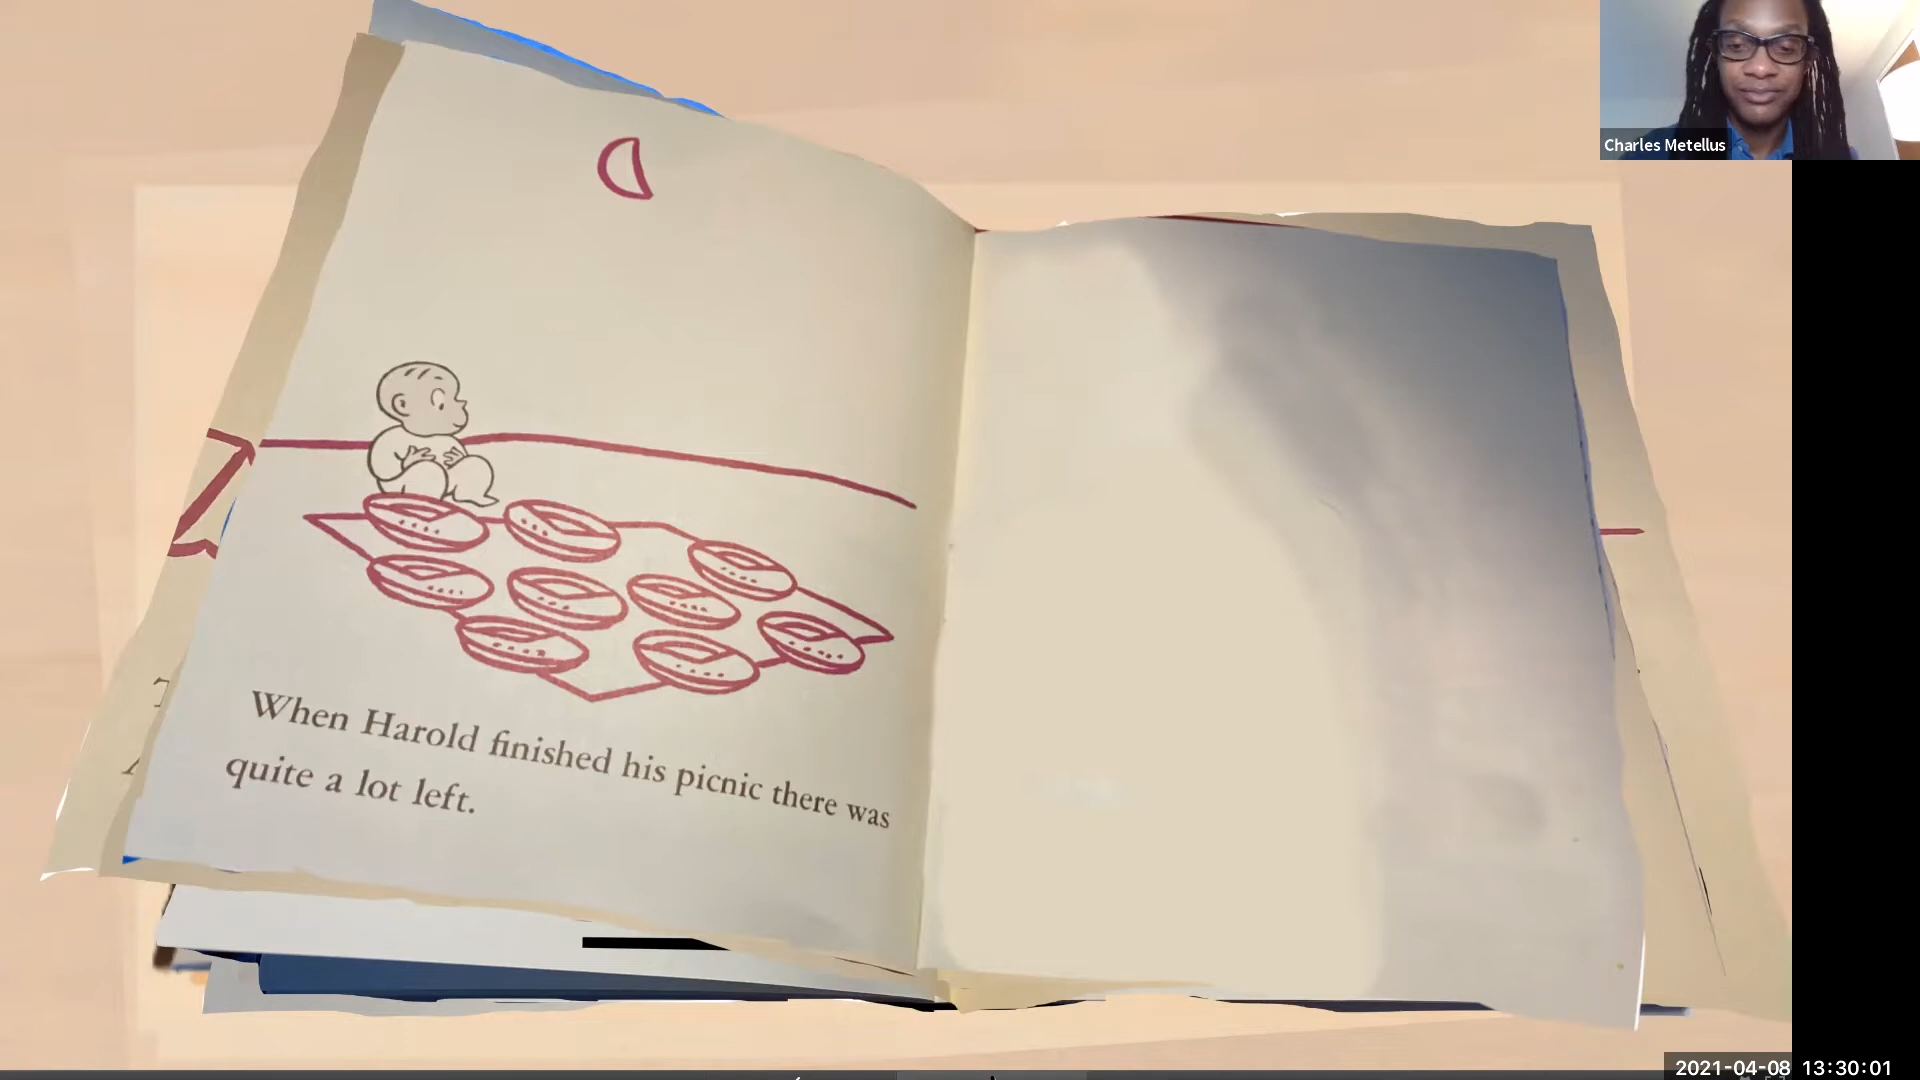 Charles Metellus
When Harold finished his picnic there was
quite a lot left.
2021-04-08 13:30:01